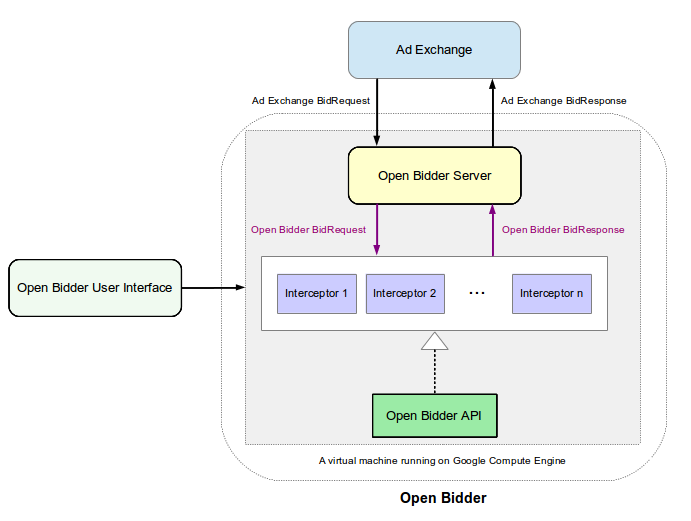 Ad Exchange
Ad Exchange BidRequest
Ad Exchange BidResponse
Open Bidder Server
Open Bidder BidRequest
Open Bidder BidResponse
Open Bidder User Interface
Interceptor 1
Interceptor 2
...
Interceptor n
Open Bidder API
A virtual machine running on Google Compute Engine
Open Bidder